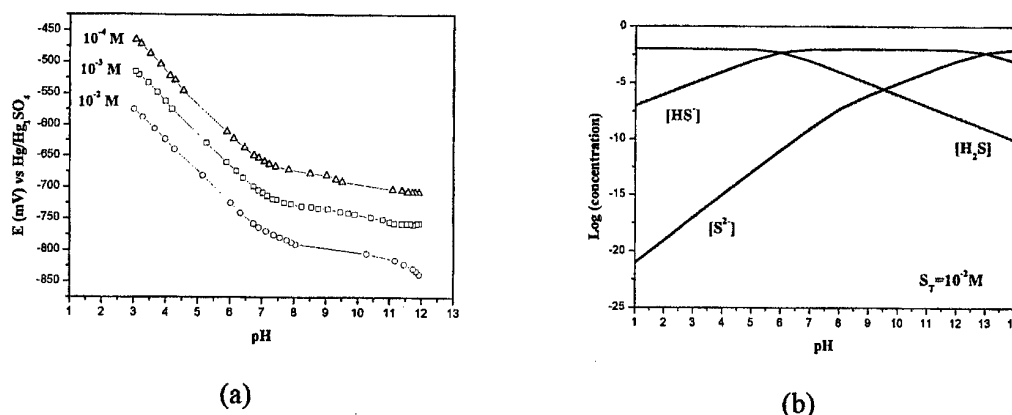 10⁻⁴ M
10⁻³ M
10⁻² M
E (mV) vs Hg/Hg₂SO₄
-450
-500
-550
-600
-650
-700
-750
-800
-850
1 2 3 4 5 6 7 8 9 10 11 12 13
pH
(a)
Log (concentration)
0
-5
-10
-15
-20
-25
[HS⁻]
[H₂S]
[S²⁻]
S_T=10⁻²M
1 2 3 4 5 6 7 8 9 10 11 12 13 14
pH
(b)